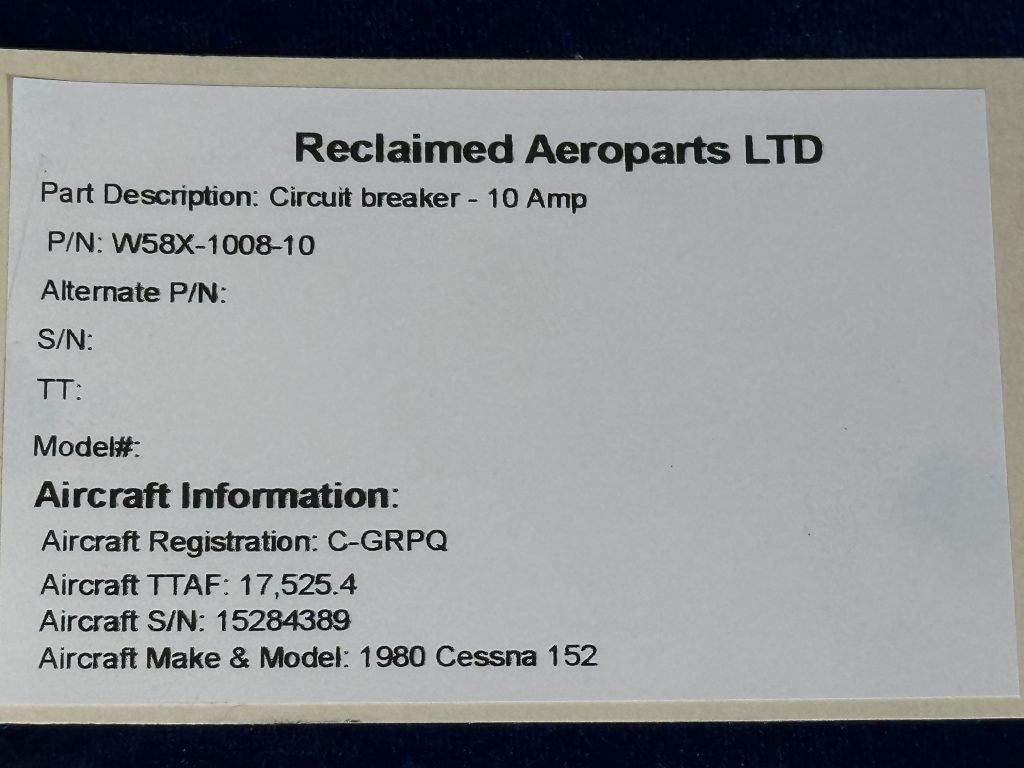 Reclaimed Aeroparts LTD
Part Description: Circuit breaker - 10 Amp
P/N: W58X-1008-10
Alternate P/N:
S/N:
TT:
Model#:
Aircraft Information:
Aircraft Registration: C-GRPQ
Aircraft TTAF: 17,525.4
Aircraft S/N: 15284389
Aircraft Make & Model: 1980 Cessna 152